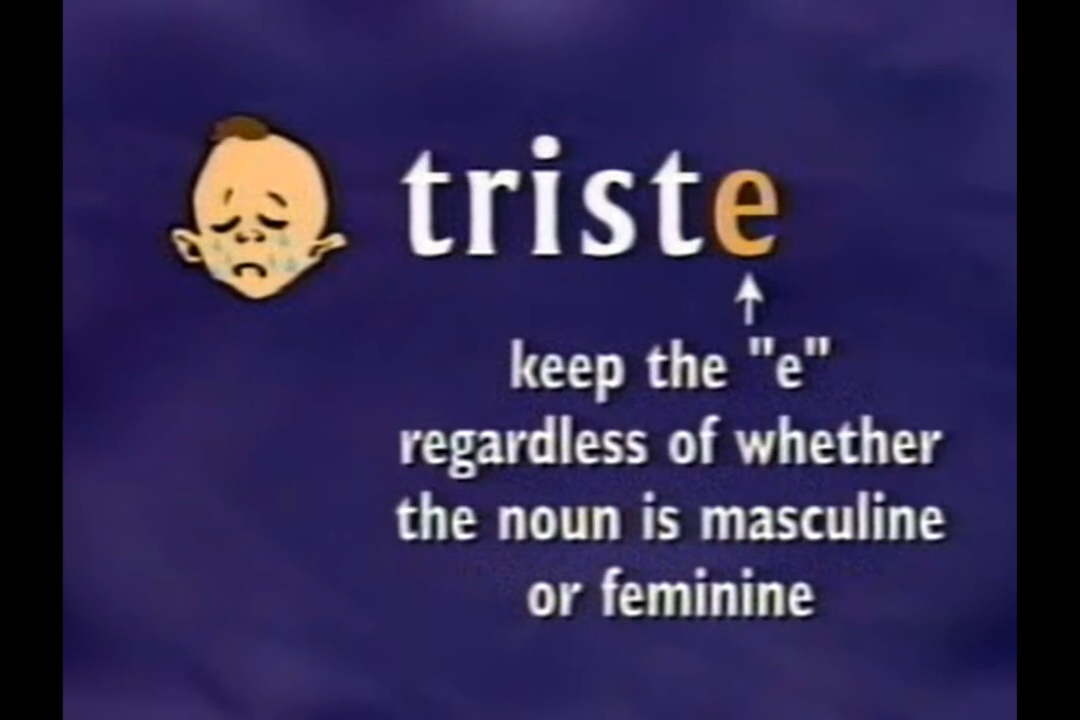 triste
keep the "e"
regardless of whether
the noun is masculine
or feminine